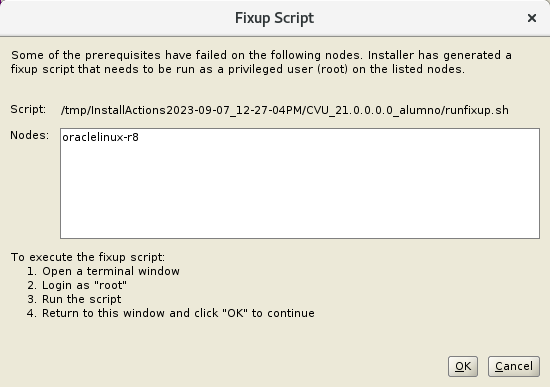 Fixup Script
Some of the prerequisites have failed on the following nodes. Installer has generated a
fixup script that needs to be run as a privileged user (root) on the listed nodes.
Script: /tmp/InstallActions2023-09-07_12-27-04PM/CVU_21.0.0.0.0_alumno/runfixup.sh
Nodes: oraclelinux-r8
To execute the fixup script:
1. Open a terminal window
2. Login as "root"
3. Run the script
4. Return to this window and click "OK" to continue
OK Cancel